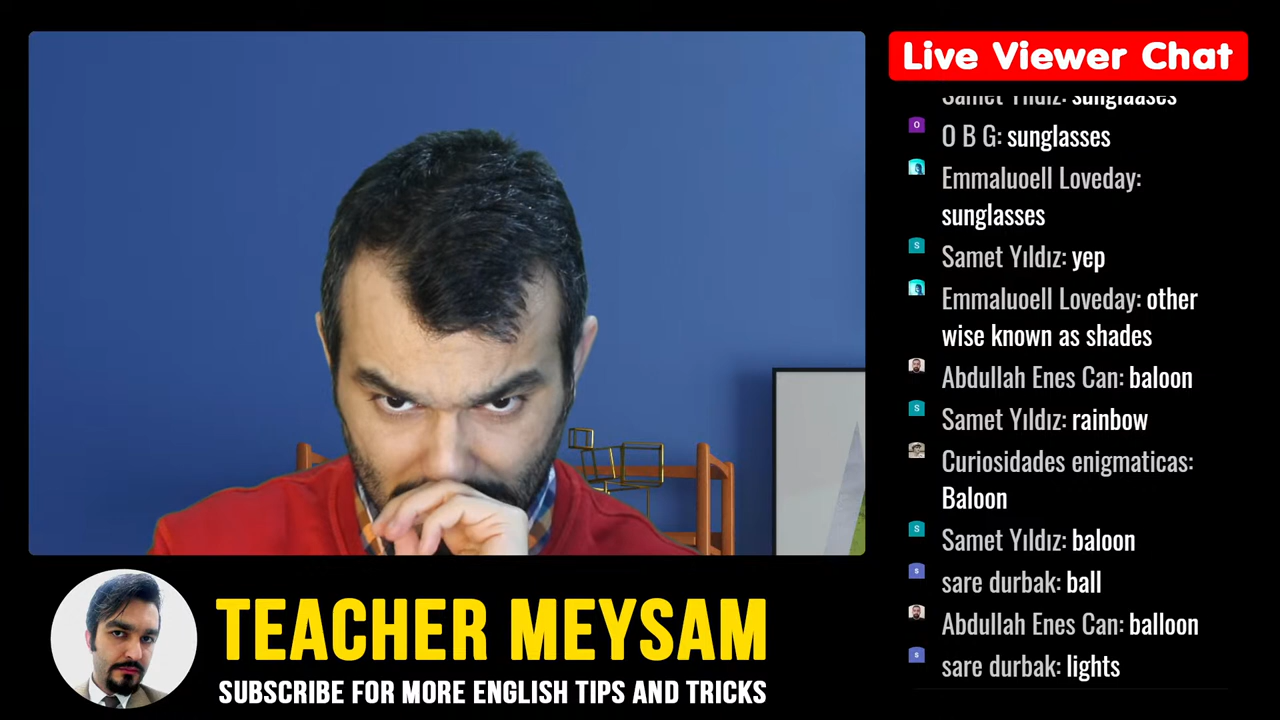 Live Viewer Chat
Samet Yıldız: sunglaases
O B G: sunglasses
Emmaluoell Loveday:
sunglasses
Samet Yıldız: yep
Emmaluoell Loveday: other
wise known as shades
Abdullah Enes Can: baloon
Samet Yıldız: rainbow
Curiosidades enigmaticas:
Baloon
Samet Yıldız: baloon
sare durbak: ball
Abdullah Enes Can: balloon
sare durbak: lights
TEACHER MEYSAM
SUBSCRIBE FOR MORE ENGLISH TIPS AND TRICKS